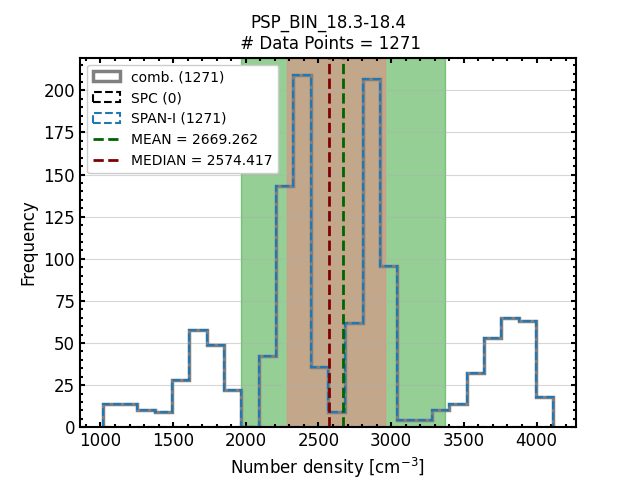 PSP_BIN_18.3-18.4
# Data Points = 1271
comb. (1271)
SPC (0)
SPAN-I (1271)
MEAN = 2669.262
MEDIAN = 2574.417
Frequency
200
175
150
125
100
75
50
25
0
1000 1500 2000 2500 3000 3500 4000
Number density [cm⁻³]